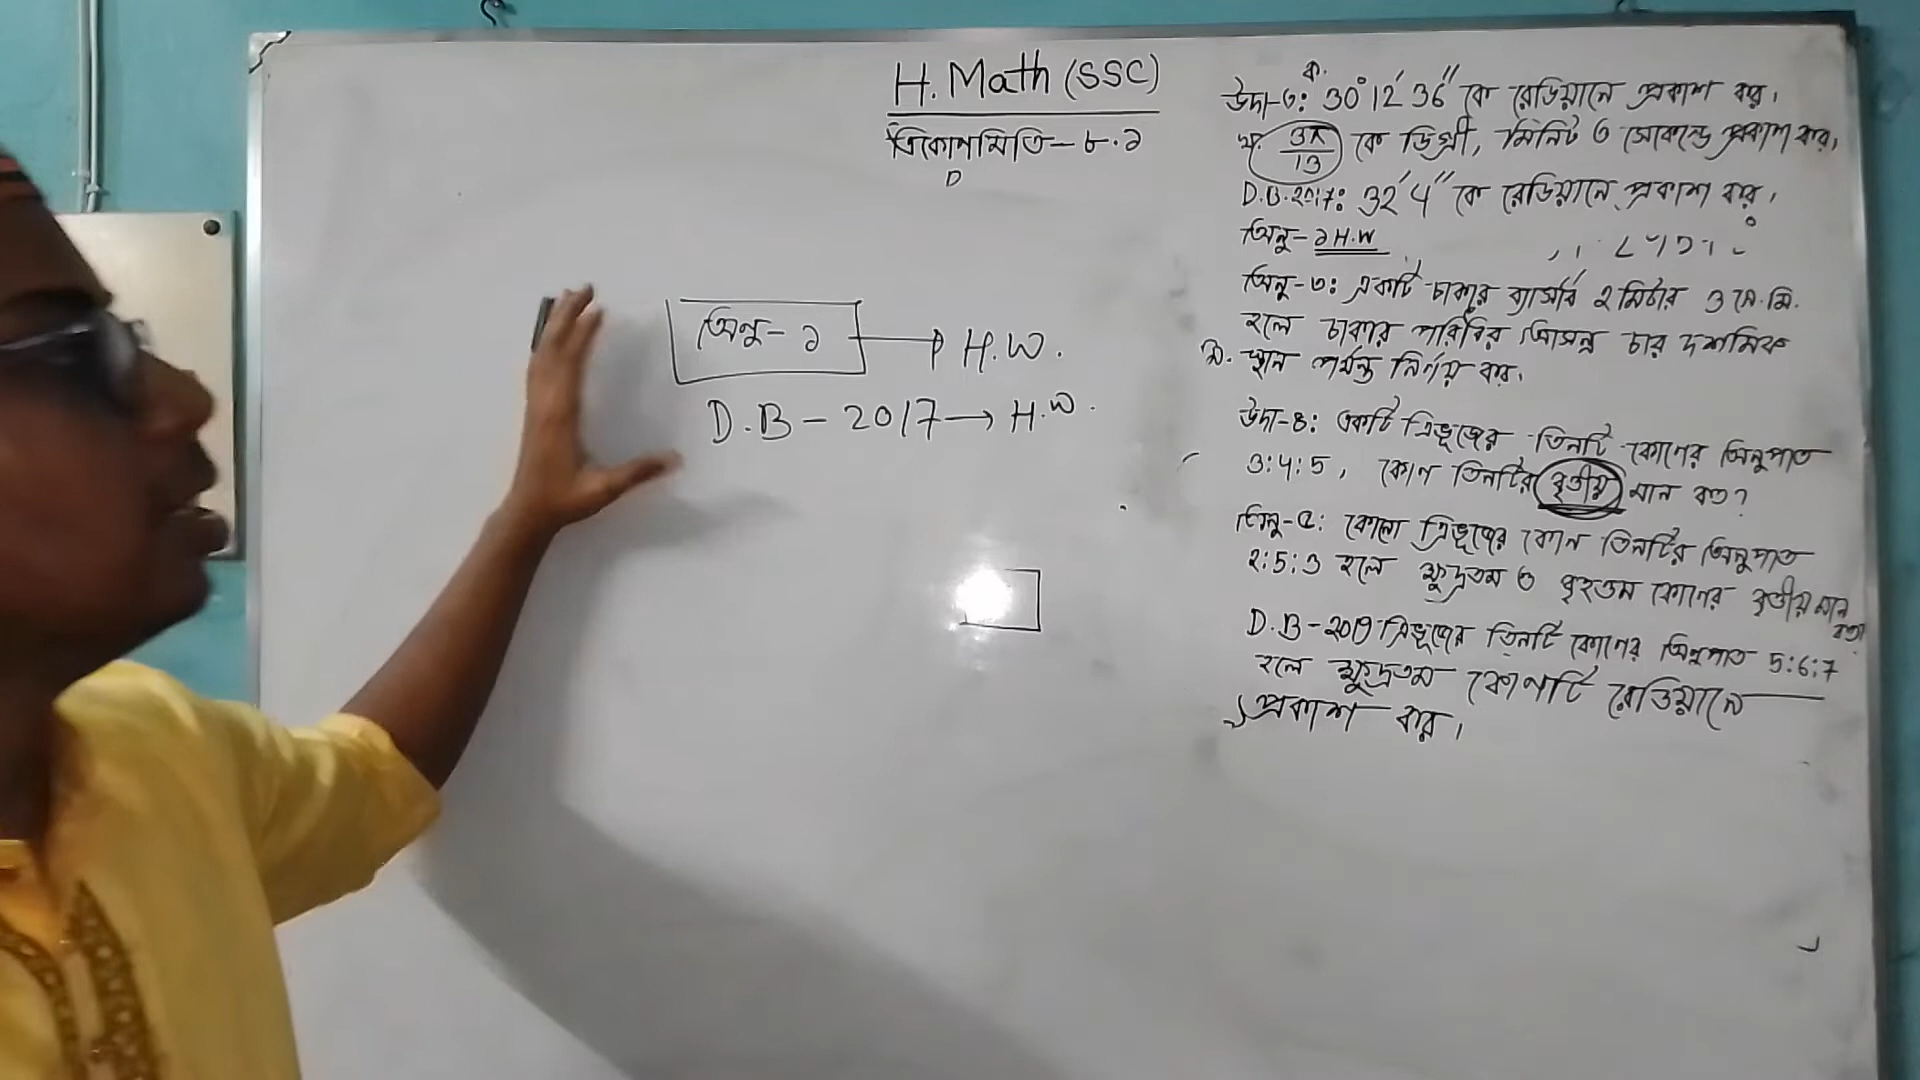 H. Math (SSC)
ত্রিকোণমিতি – ৮.১
D
অনু – ১ → H.W.
D.B – 2017 → H.W.
উদা-৩: ক. 30° 12′ 36″ কে রেডিয়ানে প্রকাশ কর।
খ. 3π/13 কে ডিগ্রী, মিনিট ও সেকেন্ডে প্রকাশ কর।
D.B.2017: 32′ 4″ কে রেডিয়ানে প্রকাশ কর।
অনু – ১ H.W
অনু – ৩: একটি চাকার ব্যাসার্ধ ২ মিটার 3 সে.মি.
হলে চাকার পরিধির আসন্ন চার দশমিক
স্থান পর্যন্ত নির্ণয় কর।
উদা-৪: একটি ত্রিভূজের তিনটি কোণের অনুপাত
3:4:5, কোণ তিনটির বৃত্তীয় মান কত?
অনু-৫: কোনো ত্রিভূজের কোন তিনটির অনুপাত
2:5:3 হলে ক্ষুদ্রতম ও বৃহত্তম কোণের বৃত্তীয় মান কত?
D.B – 2019 ত্রিভূজের তিনটি কোণের অনুপাত 5:6:7
হলে ক্ষুদ্রতম কোণটি রেডিয়ানে
প্রকাশ কর।